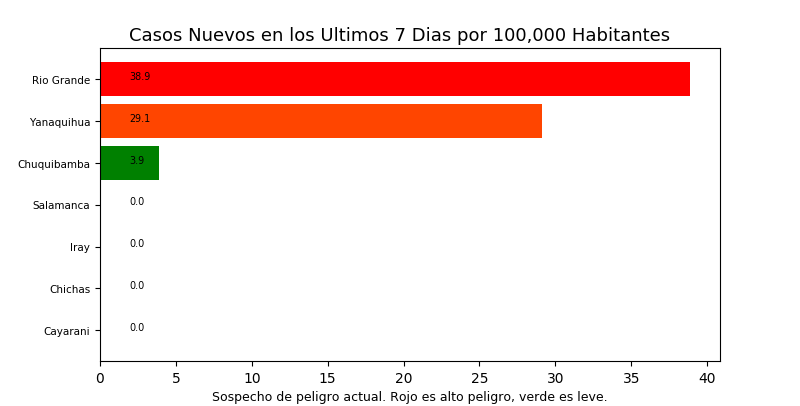 Casos Nuevos en los Ultimos 7 Dias por 100,000 Habitantes
Rio Grande 38.9
Yanaquihua 29.1
Chuquibamba 3.9
Salamanca 0.0
Iray 0.0
Chichas 0.0
Cayarani 0.0
0 5 10 15 20 25 30 35 40
Sospecho de peligro actual. Rojo es alto peligro, verde es leve.